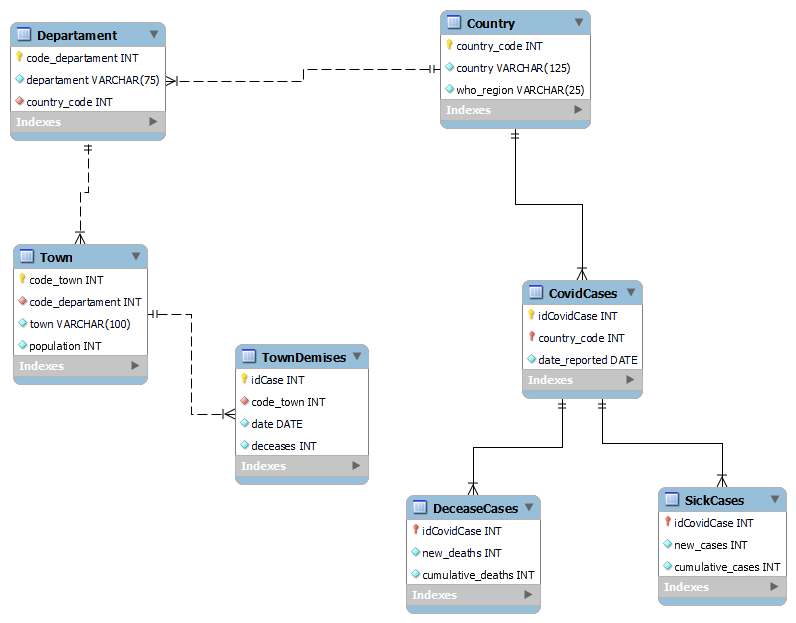 Departament
code_departament INT
departament VARCHAR(75)
country_code INT
Indexes
Country
country_code INT
country VARCHAR(125)
who_region VARCHAR(25)
Indexes
Town
code_town INT
code_departament INT
town VARCHAR(100)
population INT
Indexes
TownDemises
idCase INT
code_town INT
date DATE
deceases INT
Indexes
CovidCases
idCovidCase INT
country_code INT
date_reported DATE
Indexes
DeceaseCases
idCovidCase INT
new_deaths INT
cumulative_deaths INT
Indexes
SickCases
idCovidCase INT
new_cases INT
cumulative_cases INT
Indexes